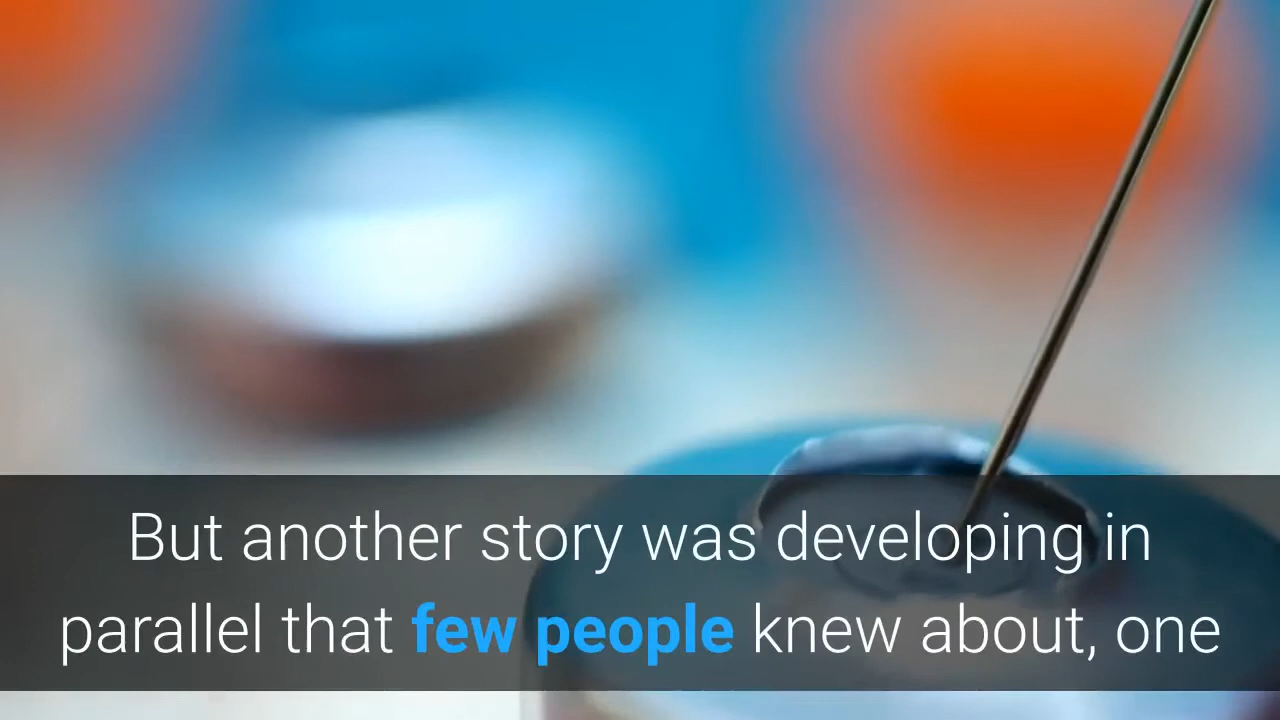 But another story was developing in
parallel that few people knew about, one